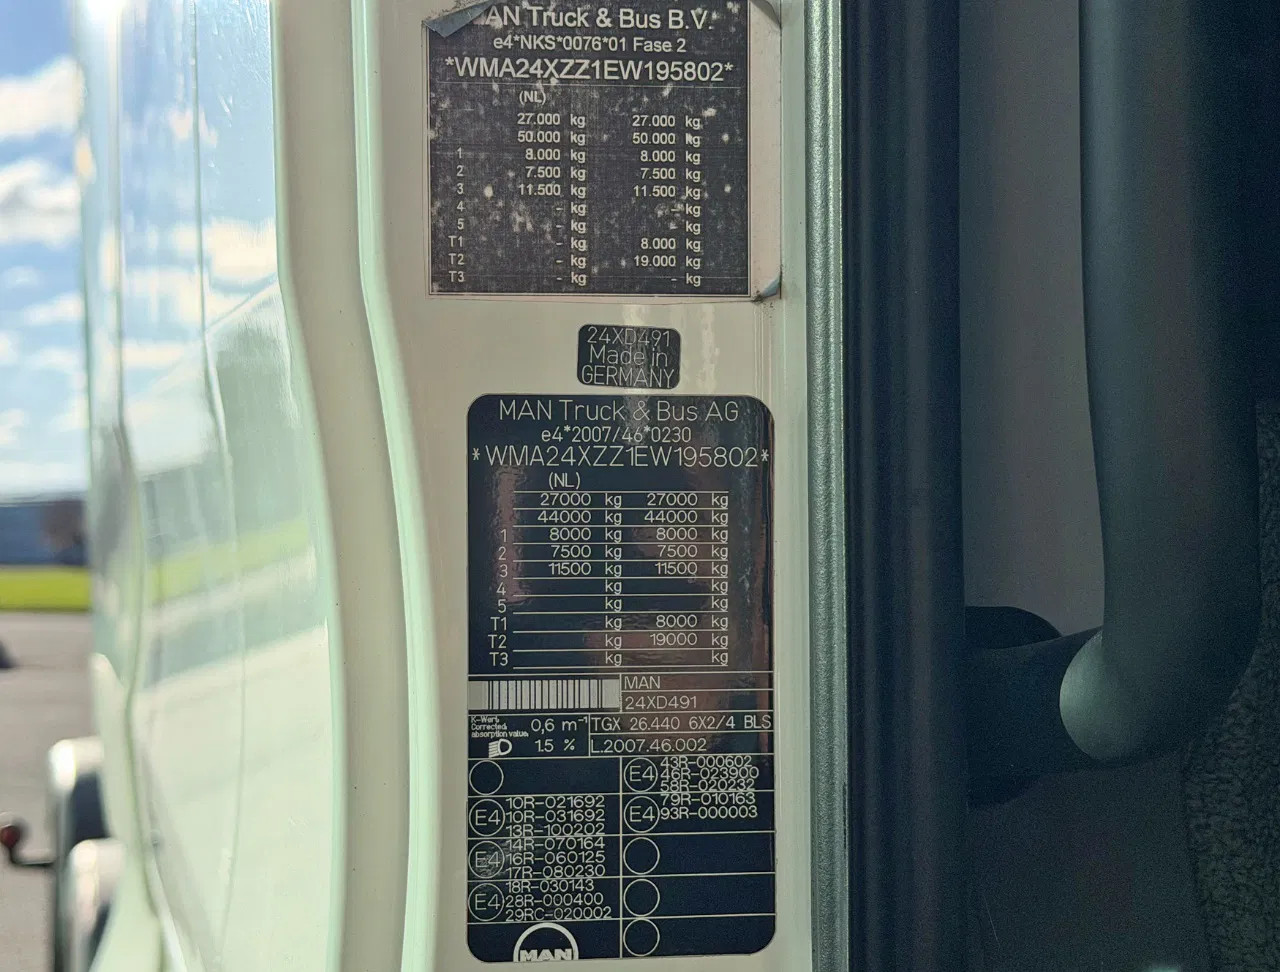 AN Truck & Bus B.V.
e4*NKS*0076*01 Fase 2
*WMA24XZZ1EW195802*
(NL)
27.000 kg 27.000 kg
50.000 kg 50.000 kg
1 8.000 kg 8.000 kg
2 7.500 kg 7.500 kg
3 11.500 kg 11.500 kg
4 - kg - kg
5 - kg - kg
T1 - kg 8.000 kg
T2 - kg 19.000 kg
T3 - kg - kg
24XD491
Made in
GERMANY
MAN Truck & Bus AG
e4*2007/46*0230
*WMA24XZZ1EW195802*
(NL)
27000 kg 27000 kg
44000 kg 44000 kg
1 8000 kg 8000 kg
2 7500 kg 7500 kg
3 11500 kg 11500 kg
4 kg kg
5 kg kg
T1 kg 8000 kg
T2 kg 19000 kg
T3 kg kg
MAN
24XD491
K-Wert
Corrected
absorption value
0,6 m⁻¹
1.5 %
TGX 26.440 6X2/4 BLS
L.2007.46.002
E4 43R-000602
46R-023900
58R-020232
E4 10R-021692
10R-031692
13R-100202
E4 79R-010163
93R-000003
E4 14R-070164
16R-060125
17R-080230
E4 18R-030143
28R-000400
29RC-020002
MAN